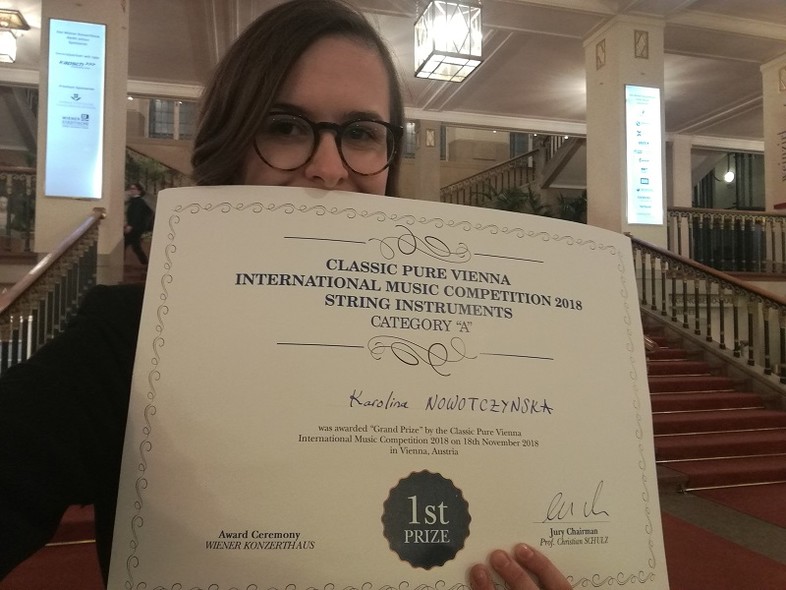 CLASSIC PURE VIENNA
INTERNATIONAL MUSIC COMPETITION 2018
STRING INSTRUMENTS
CATEGORY "A"
Karolina NOWOTCZYNSKA
was awarded "Grand Prize" by the Classic Pure Vienna
International Music Competition 2018 on 18th November 2018
in Vienna, Austria
1st
PRIZE
Award Ceremony
WIENER KONZERTHAUS
Jury Chairman
Prof. Christian SCHULZ